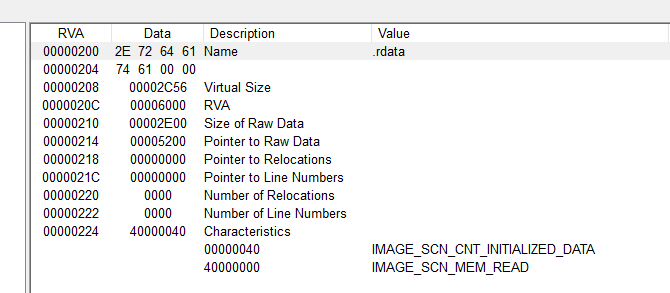 RVA Data Description Value
00000200 2E 72 64 61 Name .rdata
00000204 74 61 00 00
00000208 00002C56 Virtual Size
0000020C 00006000 RVA
00000210 00002E00 Size of Raw Data
00000214 00005200 Pointer to Raw Data
00000218 00000000 Pointer to Relocations
0000021C 00000000 Pointer to Line Numbers
00000220 0000 Number of Relocations
00000222 0000 Number of Line Numbers
00000224 40000040 Characteristics
00000040 IMAGE_SCN_CNT_INITIALIZED_DATA
40000000 IMAGE_SCN_MEM_READ